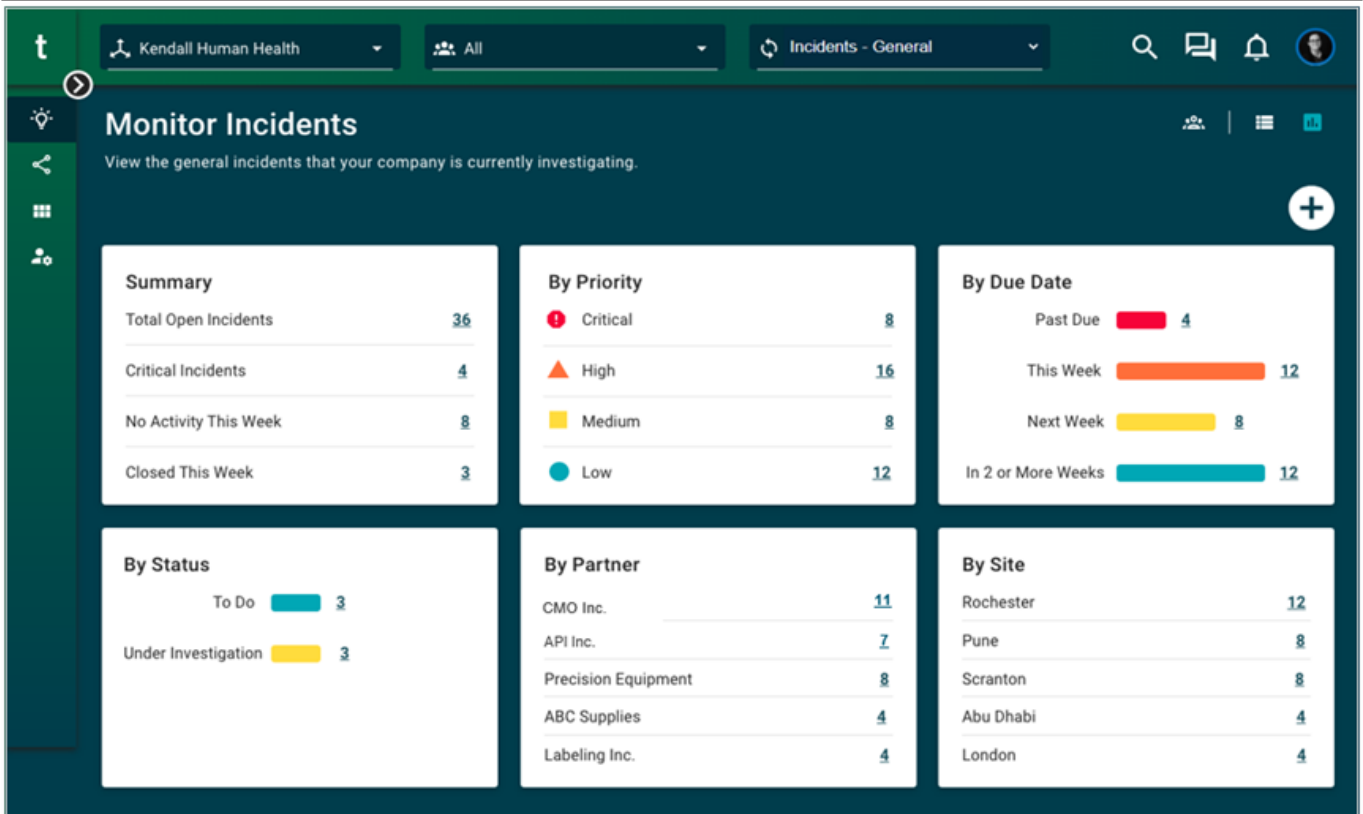 t
Kendall Human Health
All
Incidents - General
Monitor Incidents
View the general incidents that your company is currently investigating.
Summary
Total Open Incidents 36
Critical Incidents 4
No Activity This Week 8
Closed This Week 3
By Priority
Critical 8
High 16
Medium 8
Low 12
By Due Date
Past Due 4
This Week 12
Next Week 8
In 2 or More Weeks 12
By Status
To Do 3
Under Investigation 3
By Partner
CMO Inc. 11
API Inc. 7
Precision Equipment 8
ABC Supplies 4
Labeling Inc. 4
By Site
Rochester 12
Pune 8
Scranton 8
Abu Dhabi 4
London 4